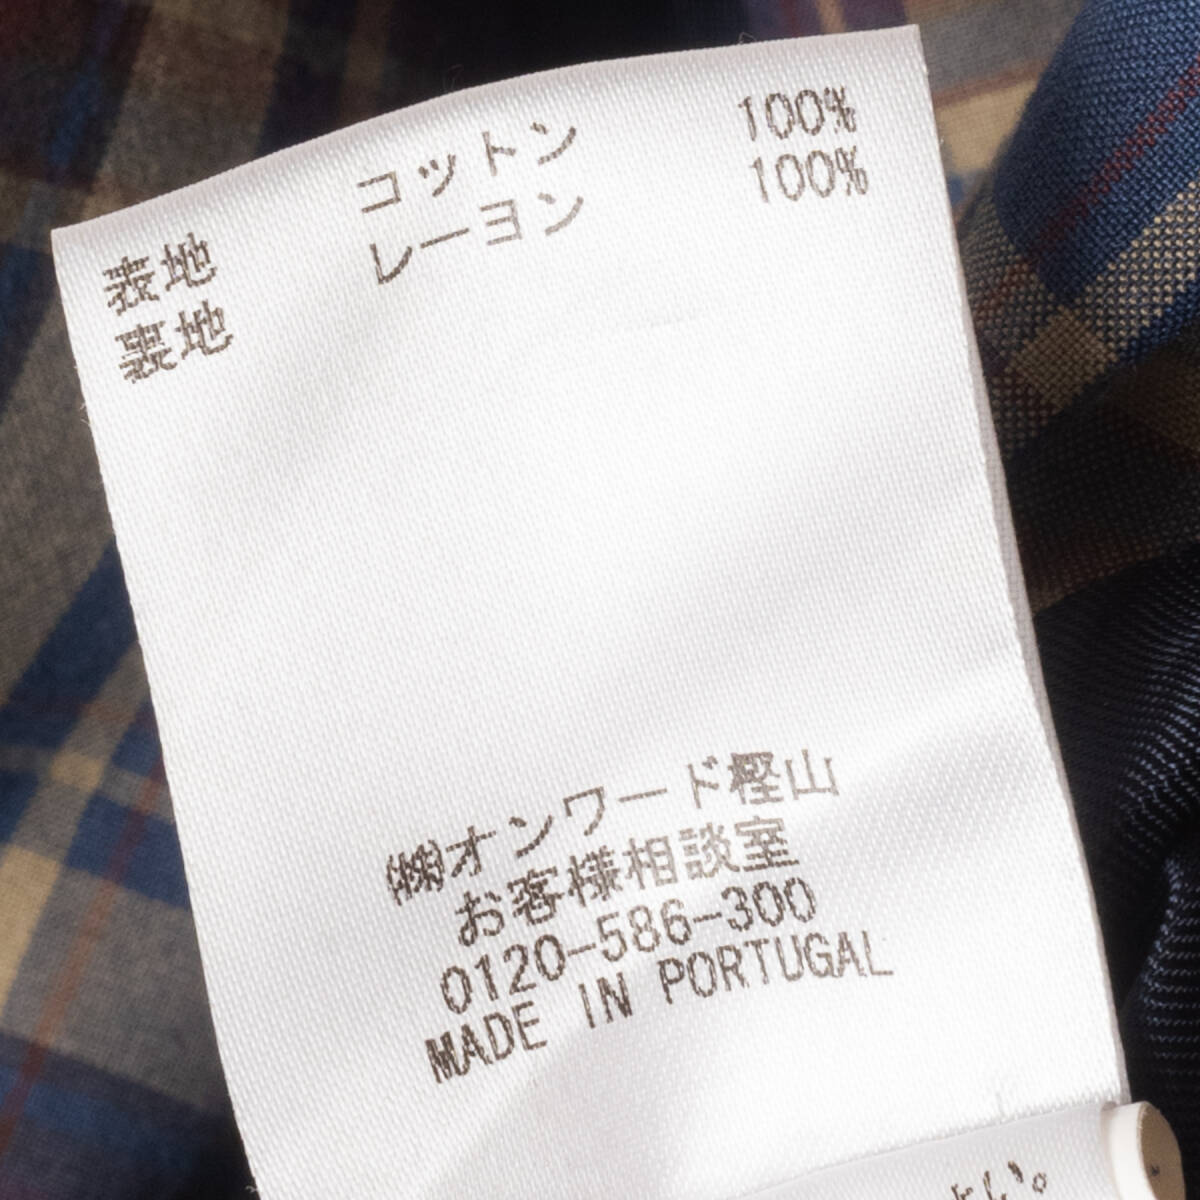 表地 コットン 100%
裏地 レーヨン 100%
㈱オンワード樫山
お客様相談室
0120-586-300
MADE IN PORTUGAL